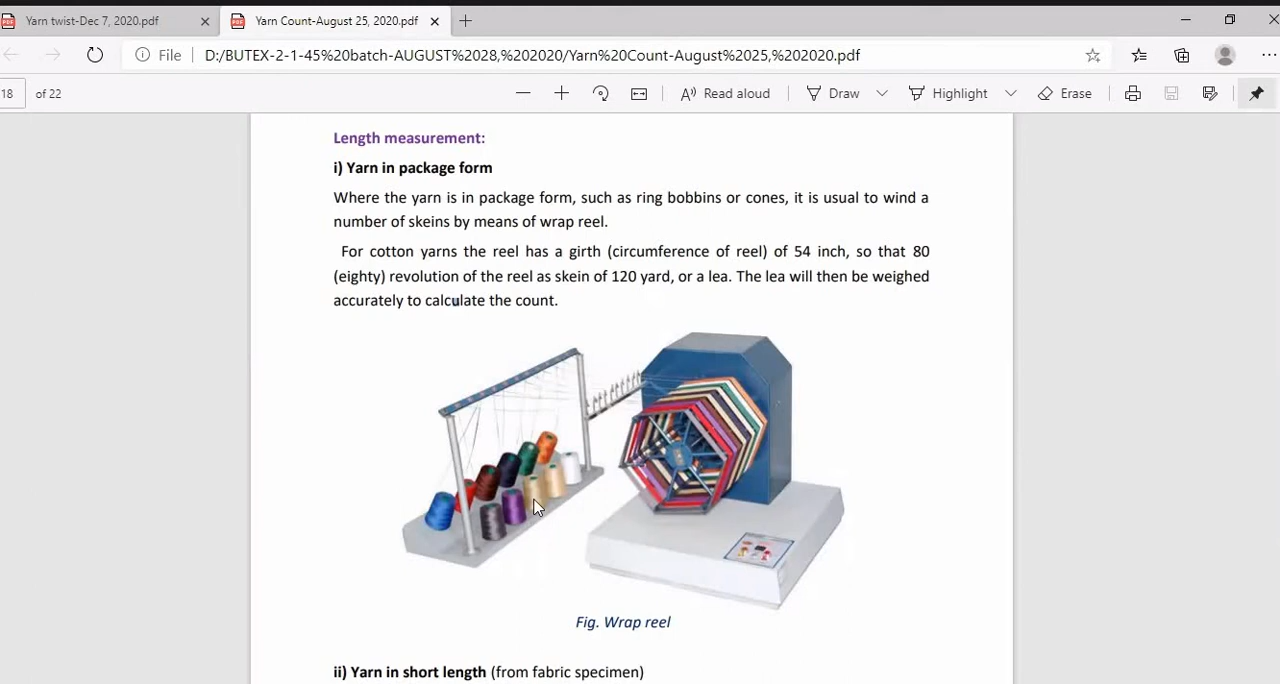 Yarn twist-Dec 7, 2020.pdf
Yarn Count-August 25, 2020.pdf
File
D:/BUTEX-2-1-45%20batch-AUGUST%2028,%202020/Yarn%20Count-August%2025,%202020.pdf
18 of 22
Read aloud
Draw
Highlight
Erase
Length measurement:
i) Yarn in package form
Where the yarn is in package form, such as ring bobbins or cones, it is usual to wind a
number of skeins by means of wrap reel.
For cotton yarns the reel has a girth (circumference of reel) of 54 inch, so that 80
(eighty) revolution of the reel as skein of 120 yard, or a lea. The lea will then be weighed
accurately to calculate the count.
Fig. Wrap reel
ii) Yarn in short length (from fabric specimen)